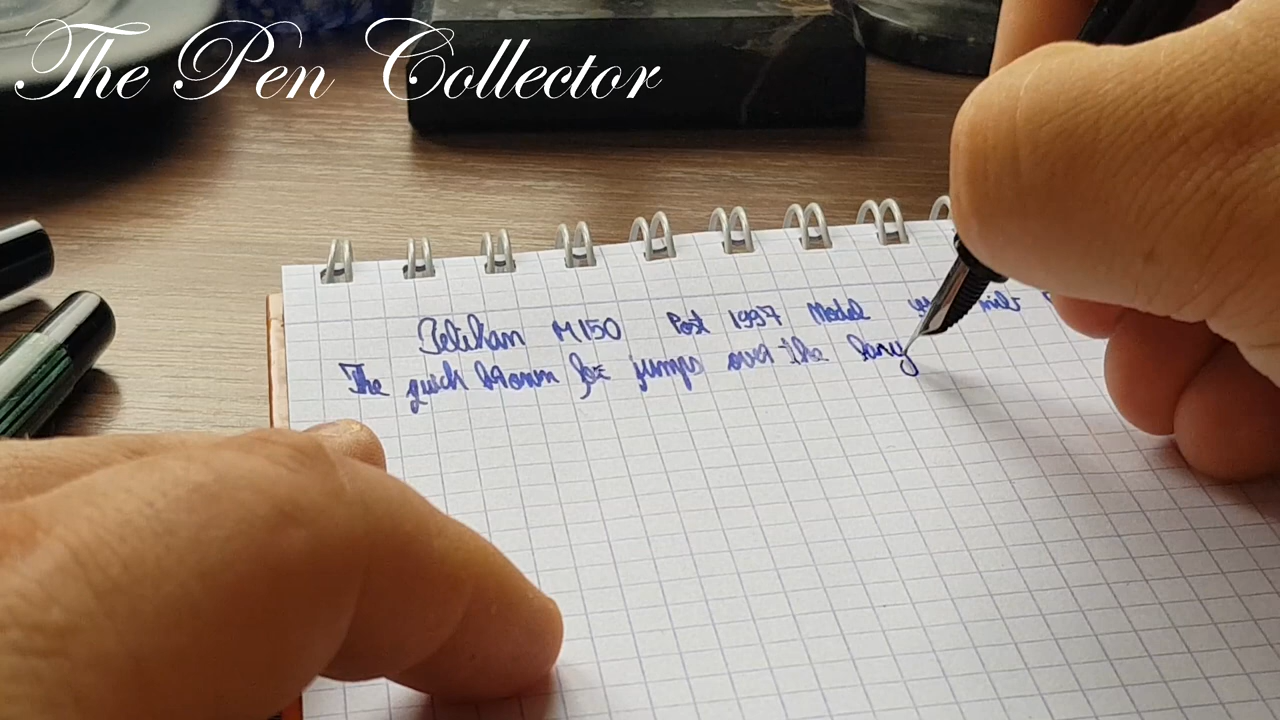 The Pen Collector
Pelikan M150 Post 1997 Model
The quick brown fox jumps over the lazy